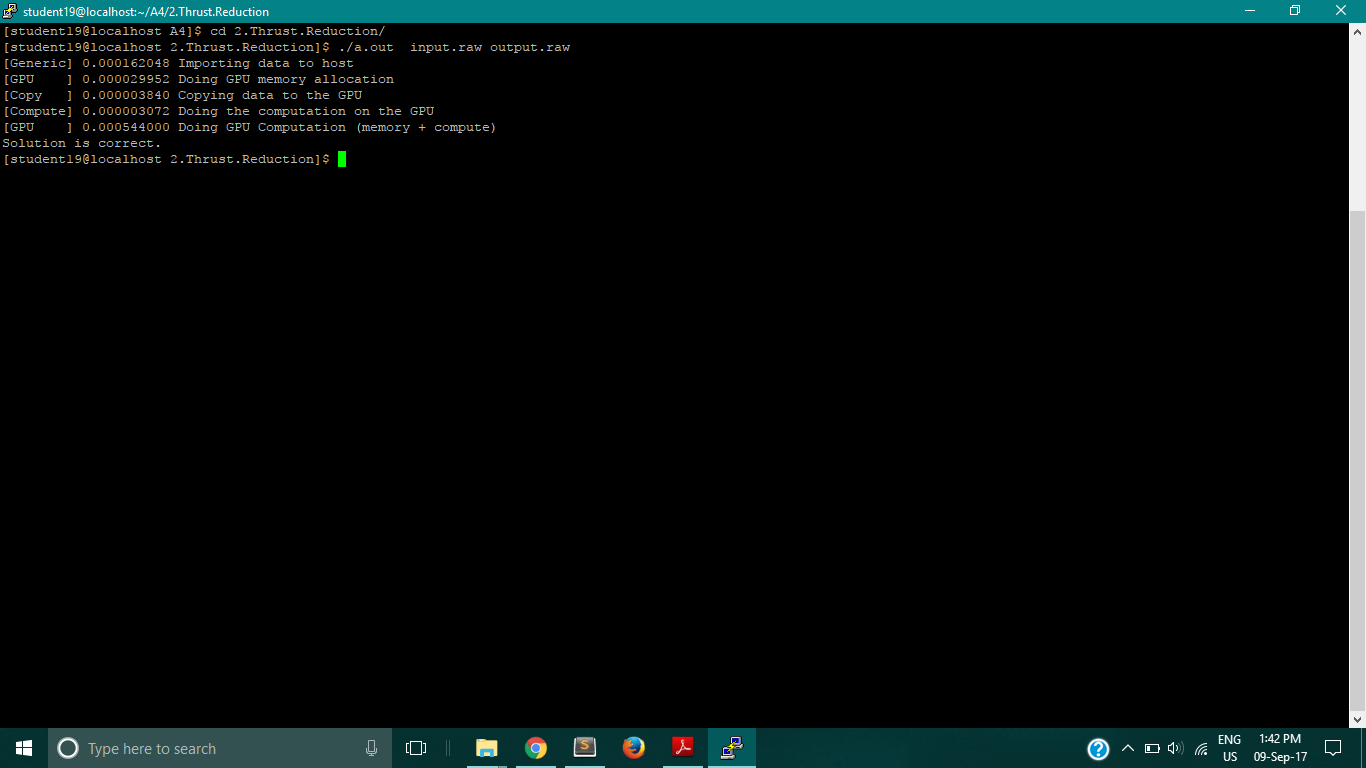 student19@localhost:~/A4/2.Thrust.Reduction
[student19@localhost A4]$ cd 2.Thrust.Reduction/
[student19@localhost 2.Thrust.Reduction]$ ./a.out  input.raw output.raw
[Generic] 0.000162048 Importing data to host
[GPU    ] 0.000029952 Doing GPU memory allocation
[Copy   ] 0.000003840 Copying data to the GPU
[Compute] 0.000003072 Doing the computation on the GPU
[GPU    ] 0.000544000 Doing GPU Computation (memory + compute)
Solution is correct.
[student19@localhost 2.Thrust.Reduction]$
Type here to search
ENG
US
1:42 PM
09-Sep-17